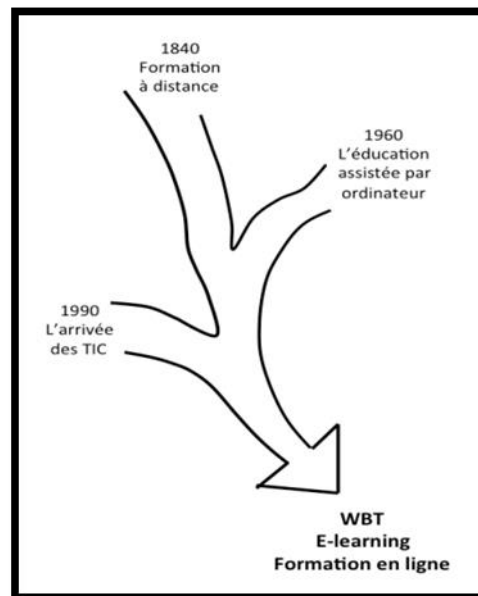 1840
Formation
à distance
1960
L'éducation
assistée par
ordinateur
1990
L'arrivée
des TIC
WBT
E-learning
Formation en ligne